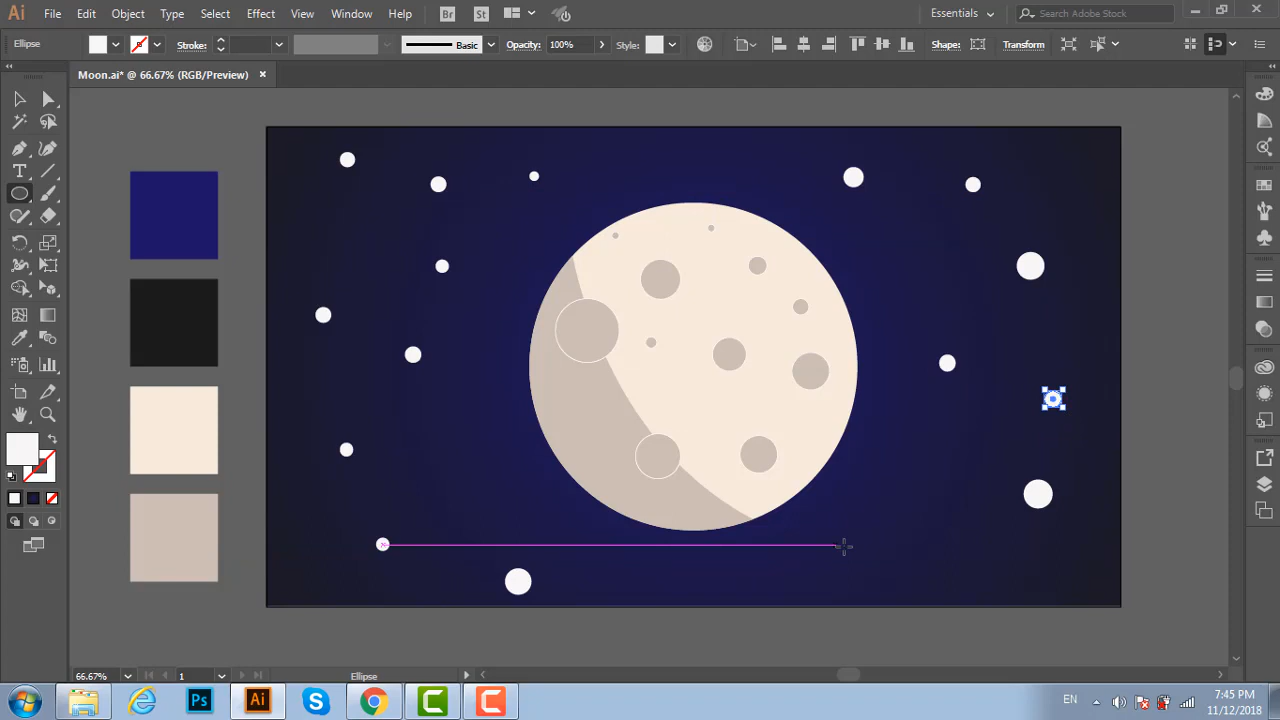 Ai File Edit Object Type Select Effect View Window Help Br St Essentials Search Adobe Stock
Ellipse Stroke: Basic Opacity: 100% Style: Shape: Transform
Moon.ai* @ 66.67% (RGB/Preview)
T
66.67% 1 Ellipse
Ps Ai EN 7:45 PM
11/12/2018